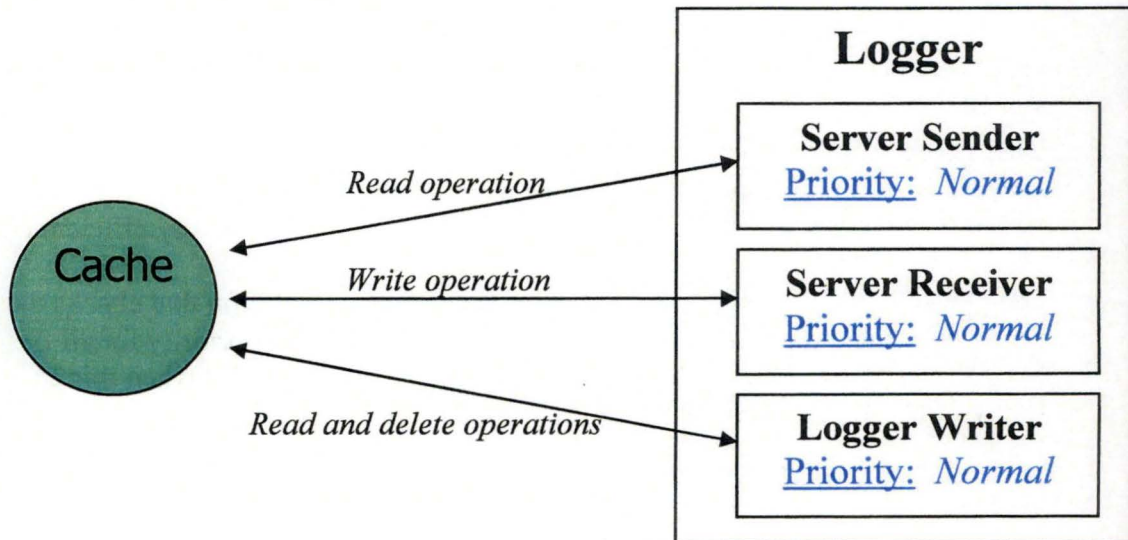 Logger
Server Sender
Priority: Normal
Read operation
Cache
Write operation
Server Receiver
Priority: Normal
Read and delete operations
Logger Writer
Priority: Normal